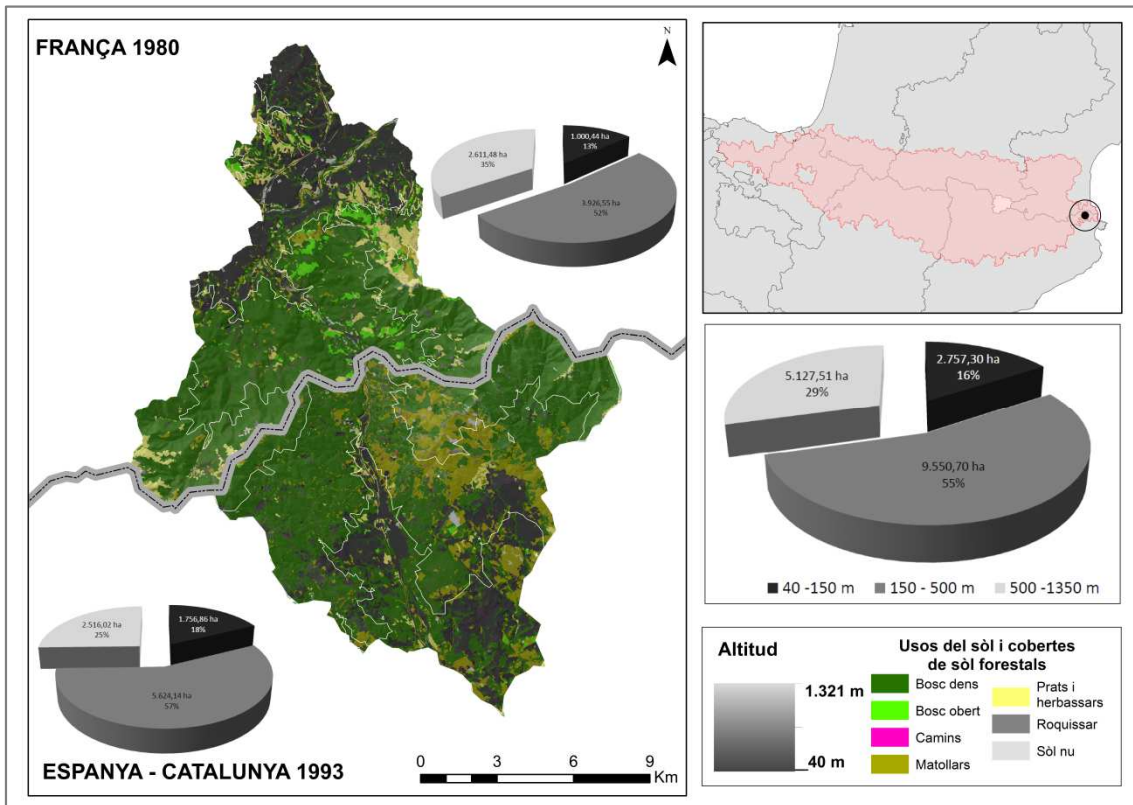 FRANÇA 1980
N
1.000,44 ha
13%
2.611,48 ha
35%
3.926,55 ha
52%
2.516,02 ha
25%
1.756,86 ha
18%
5.624,14 ha
57%
ESPANYA - CATALUNYA 1993
0 3 6 9
Km
2.757,30 ha
16%
5.127,51 ha
29%
9.550,70 ha
55%
40 -150 m 150 - 500 m 500 -1350 m
Altitud
1.321 m
40 m
Usos del sòl i cobertes
de sòl forestals
Bosc dens
Bosc obert
Camins
Matollars
Prats i
herbassars
Roquissar
Sòl nu